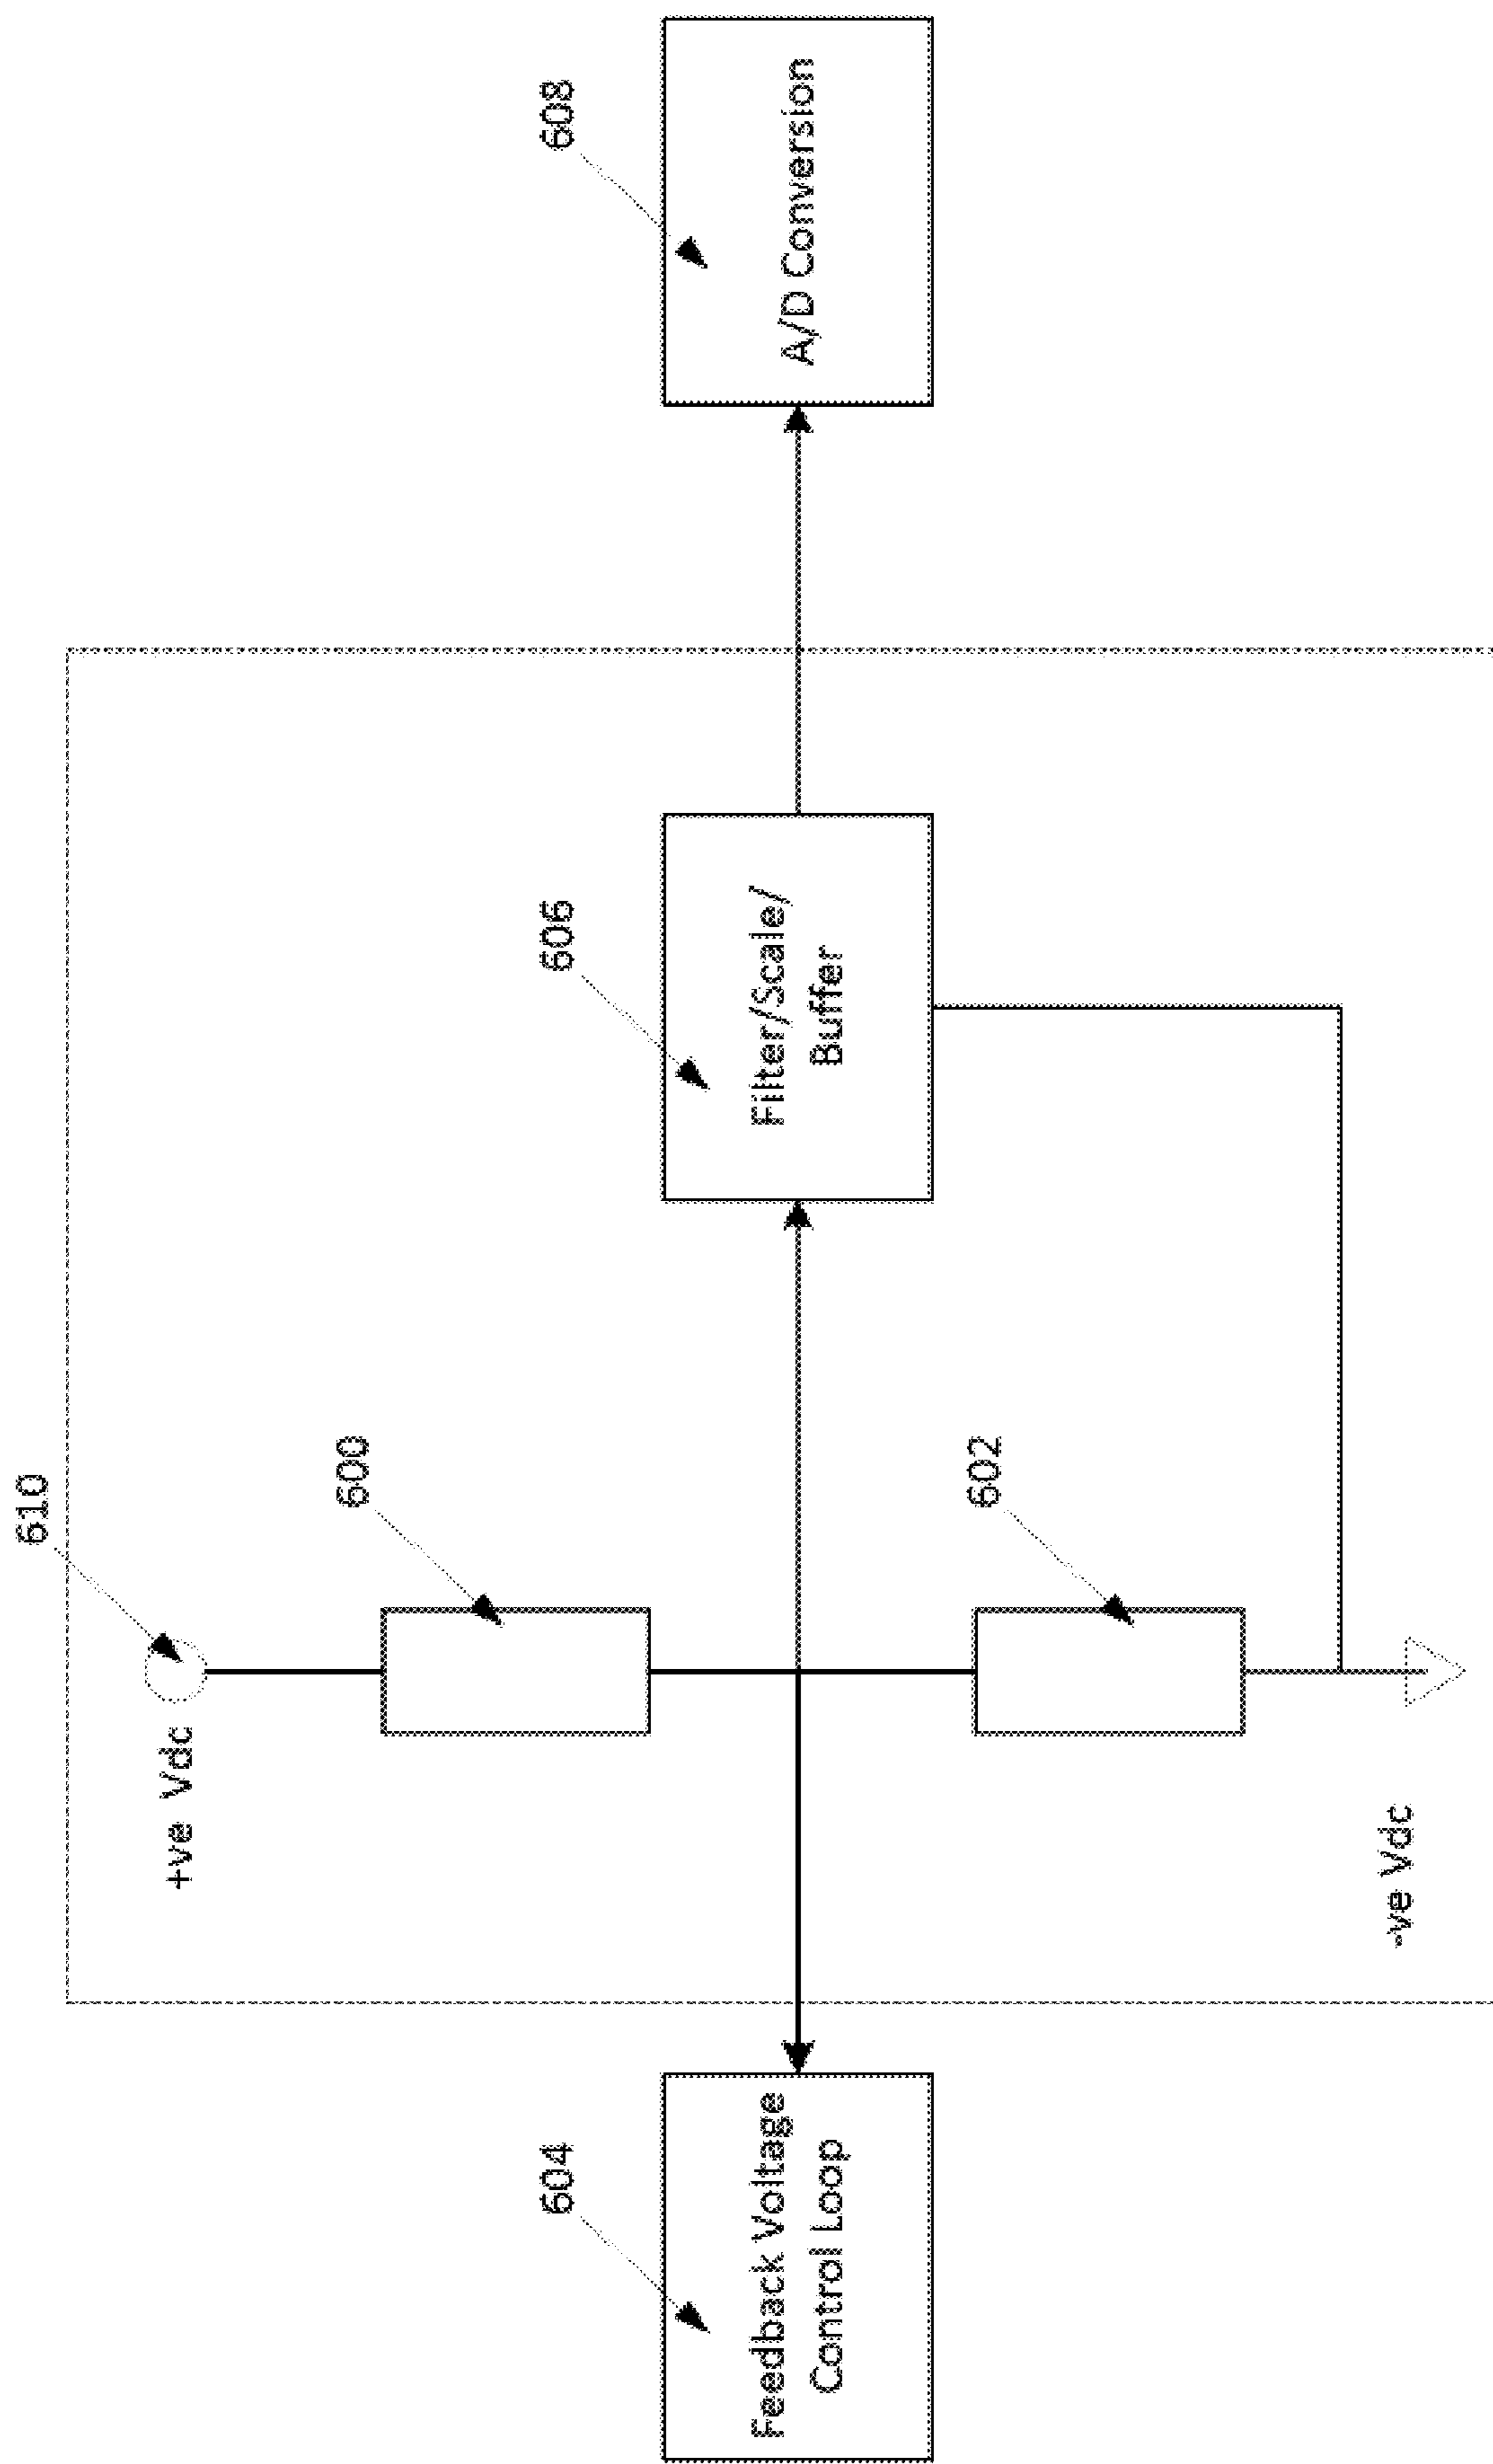 610
+ve Vdc
600
604
Feedback Voltage
Control Loop
606
Filter/Scale/
Buffer
608
A/D Conversion
602
-ve Vdc